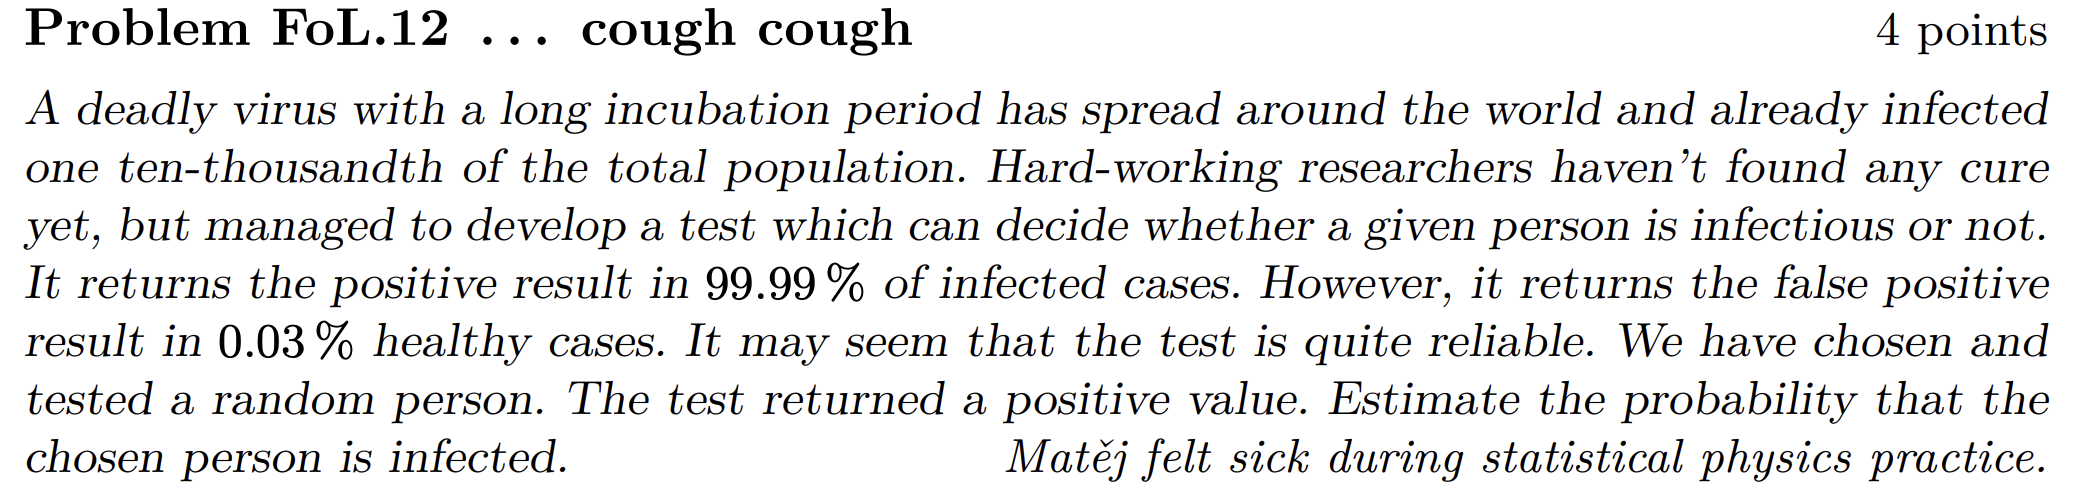 Problem FoL.12 ... cough cough 4 points
A deadly virus with a long incubation period has spread around the world and already infected
one ten-thousandth of the total population. Hard-working researchers haven't found any cure
yet, but managed to develop a test which can decide whether a given person is infectious or not.
It returns the positive result in 99.99 % of infected cases. However, it returns the false positive
result in 0.03 % healthy cases. It may seem that the test is quite reliable. We have chosen and
tested a random person. The test returned a positive value. Estimate the probability that the
chosen person is infected. Matěj felt sick during statistical physics practice.